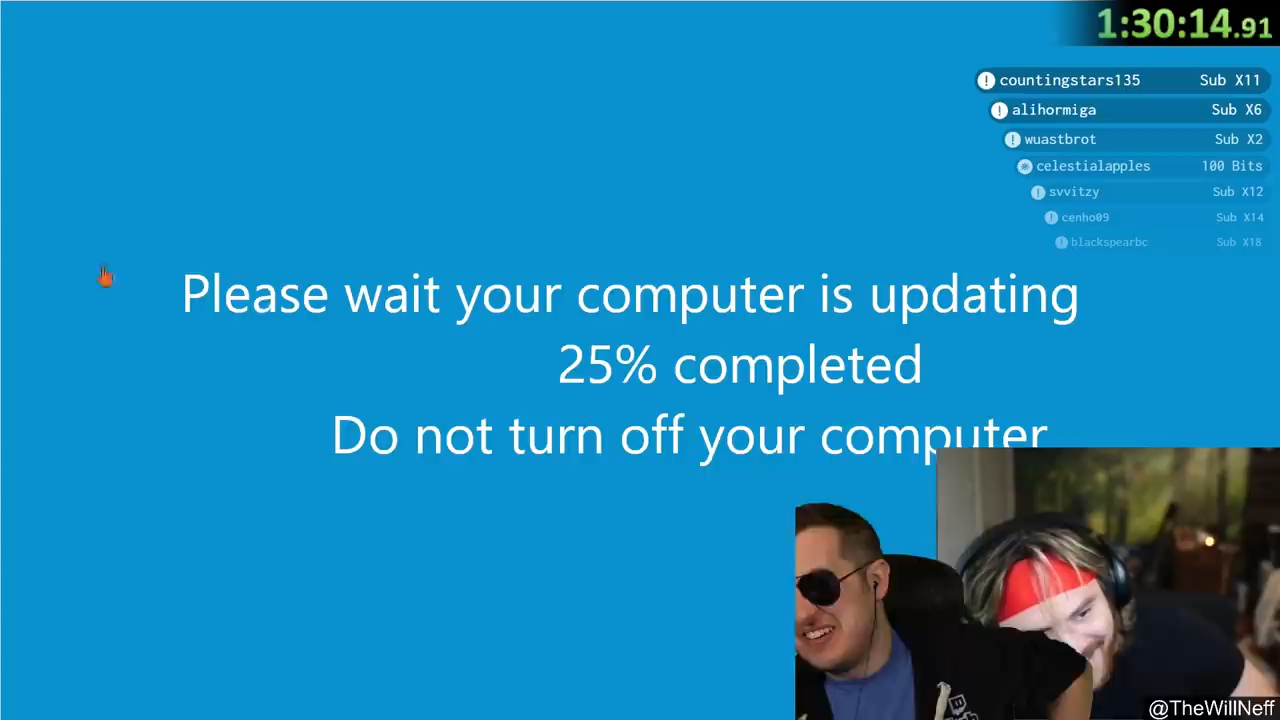 1:30:14.91
countingstars135 Sub X11
alihormiga Sub X6
wuastbrot Sub X2
celestialapples 100 Bits
svvitzy Sub X12
cenho09 Sub X14
blackspearbc Sub X18
Please wait your computer is updating
25% completed
Do not turn off your computer
@TheWillNeff